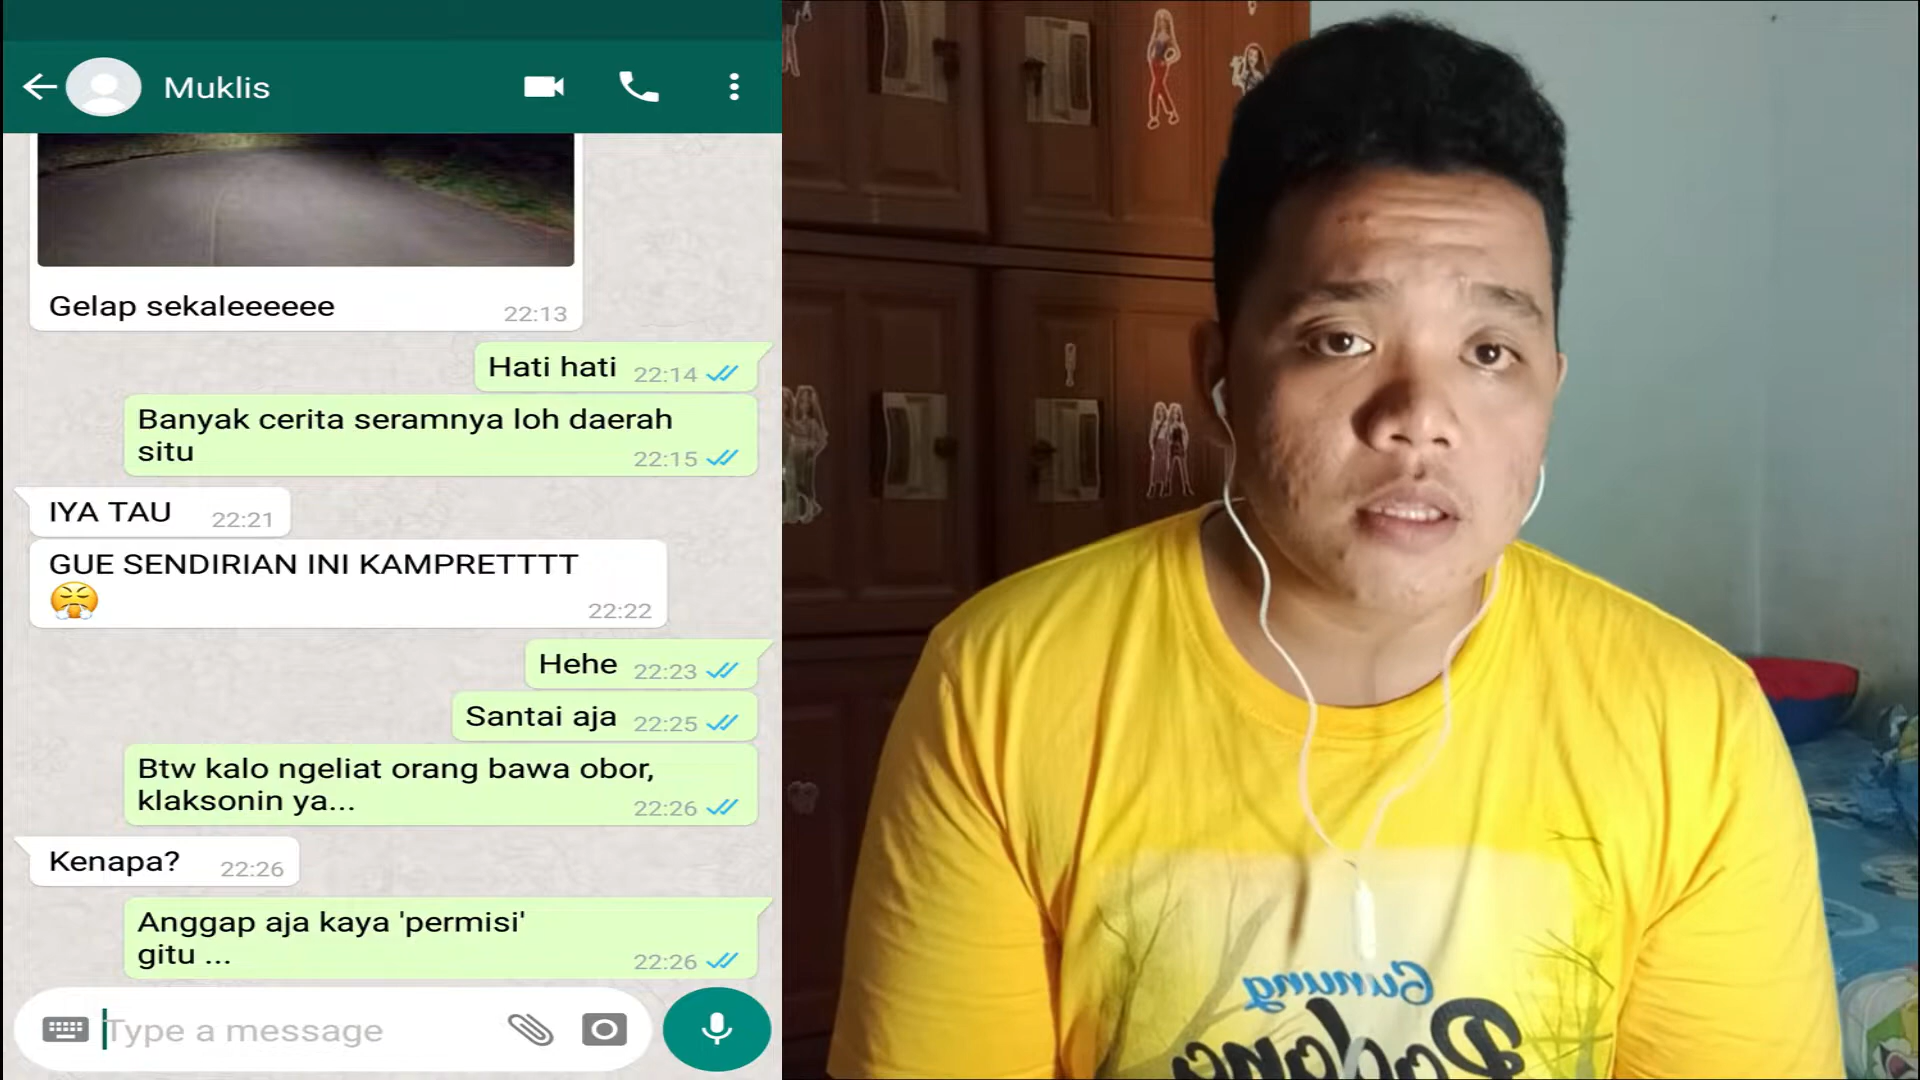 Muklis
Gelap sekaleeeeee
22:13
Hati hati 22:14
Banyak cerita seramnya loh daerah
situ 22:15
IYA TAU 22:21
GUE SENDIRIAN INI KAMPRETTTT
😤 22:22
Hehe 22:23
Santai aja 22:25
Btw kalo ngeliat orang bawa obor,
klaksonin ya... 22:26
Kenapa? 22:26
Anggap aja kaya 'permisi'
gitu ... 22:26
Type a message
Gunung